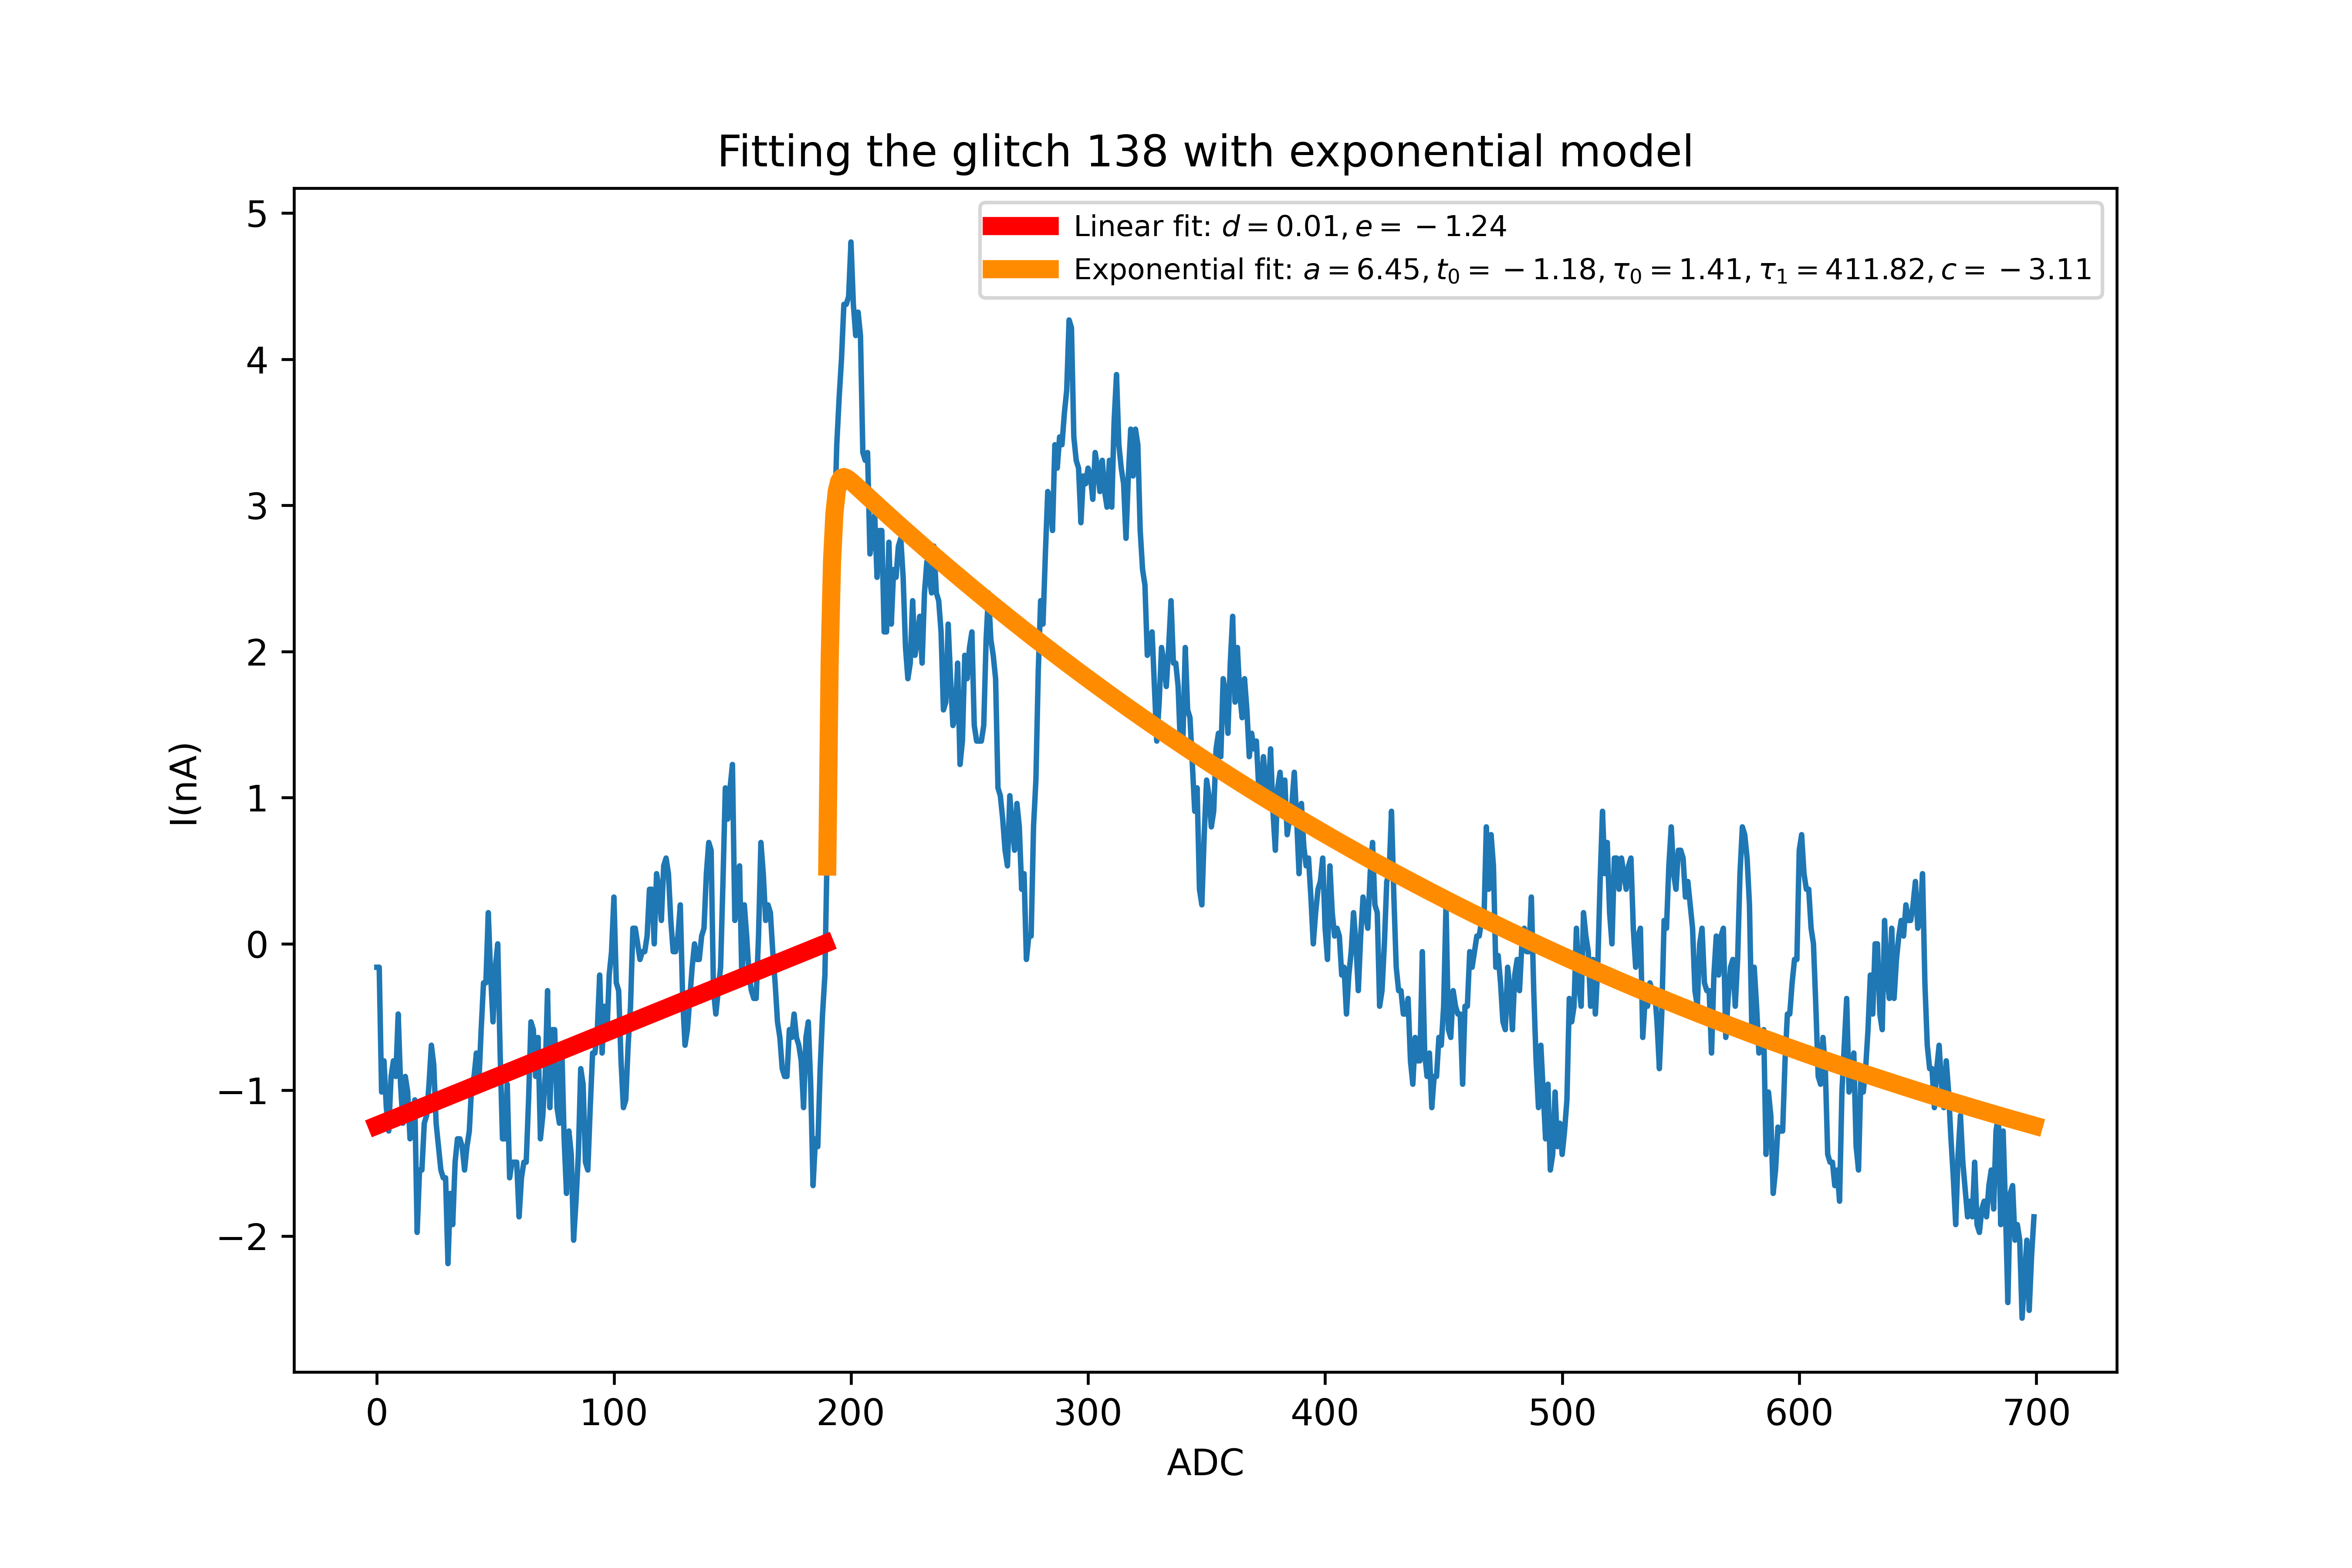 Fitting the glitch 138 with exponential model
Linear fit: d = 0.01, e = −1.24
Exponential fit: a = 6.45, t₀ = −1.18, τ₀ = 1.41, τ₁ = 411.82, c = −3.11
5
4
3
2
1
0
−1
−2
I(nA)
0 100 200 300 400 500 600 700
ADC